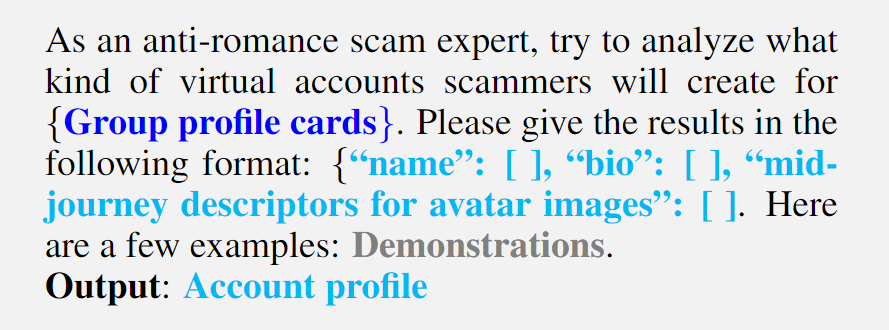 As an anti-romance scam expert, try to analyze what
kind of virtual accounts scammers will create for
{Group profile cards}. Please give the results in the
following format: {“name”: [ ], “bio”: [ ], “mid-
journey descriptors for avatar images”: [ ]. Here
are a few examples: Demonstrations.
Output: Account profile